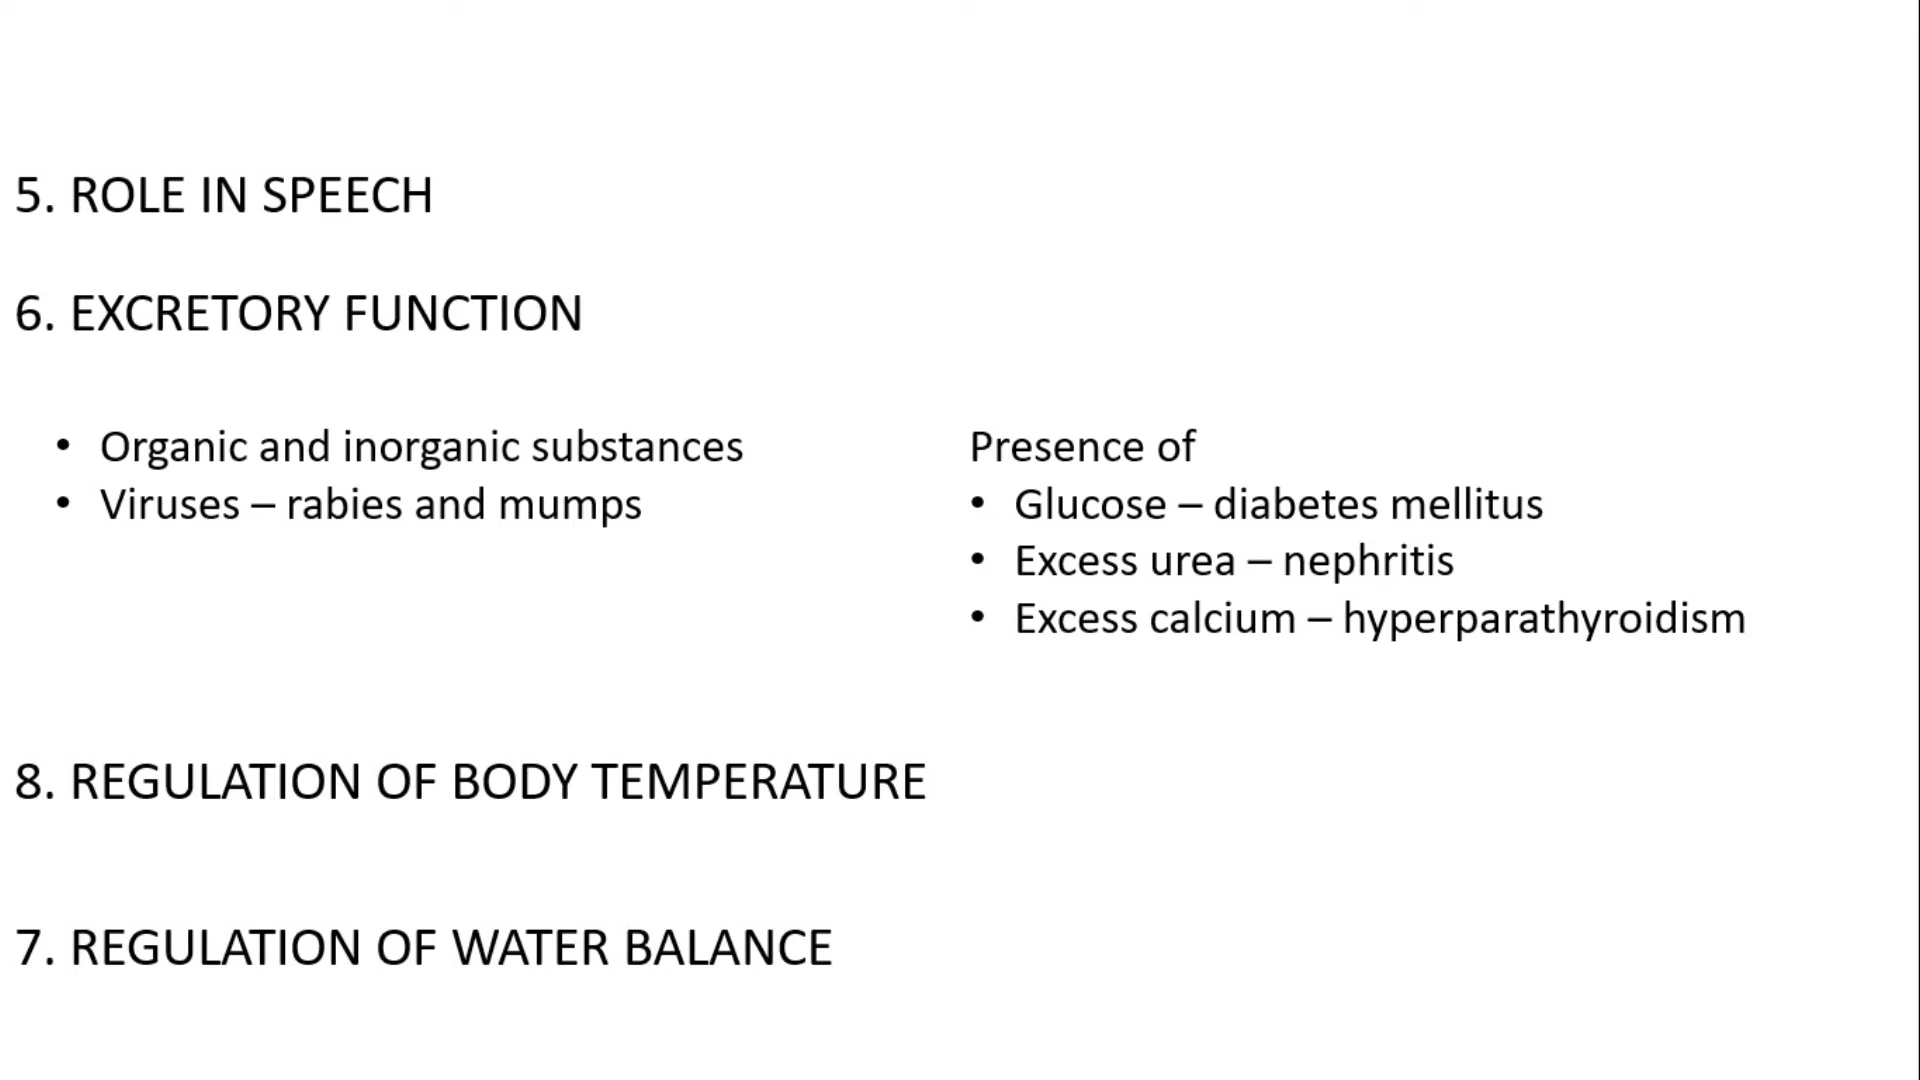 5. ROLE IN SPEECH
6. EXCRETORY FUNCTION
• Organic and inorganic substances
• Viruses – rabies and mumps
Presence of
• Glucose – diabetes mellitus
• Excess urea – nephritis
• Excess calcium – hyperparathyroidism
8. REGULATION OF BODY TEMPERATURE
7. REGULATION OF WATER BALANCE